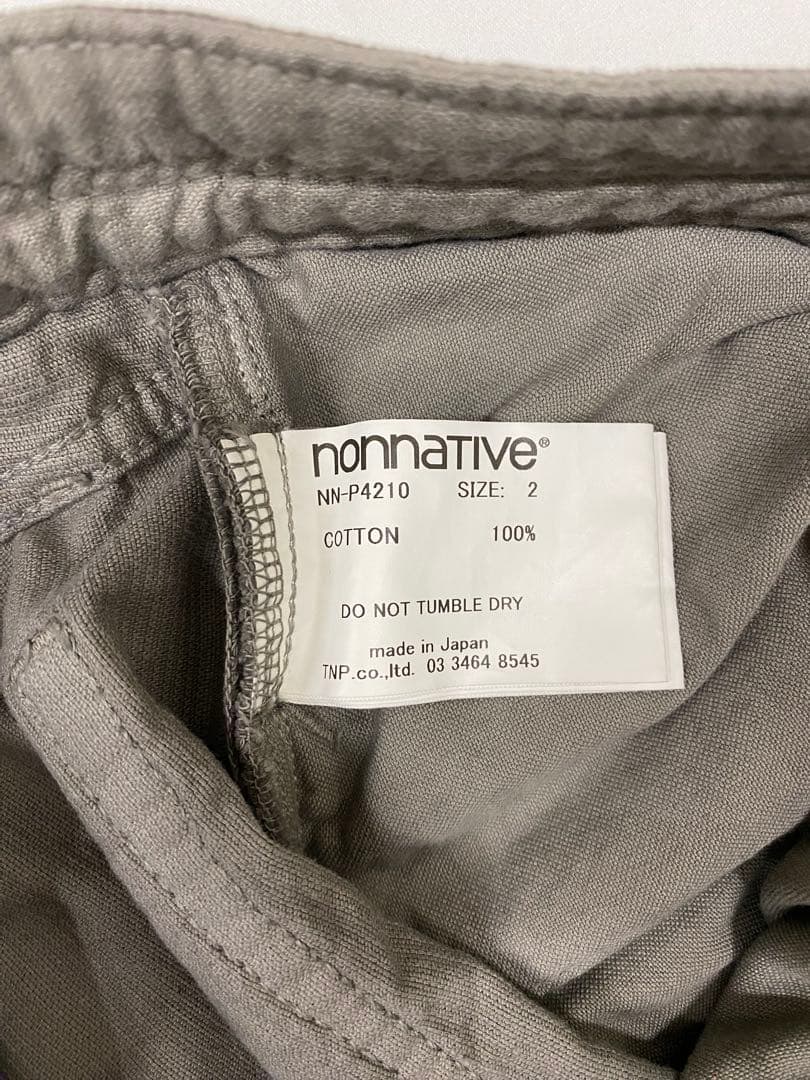 nonnative®
NN-P4210 SIZE: 2
COTTON 100%
DO NOT TUMBLE DRY
made in Japan
TNP.co.,ltd. 03 3464 8545